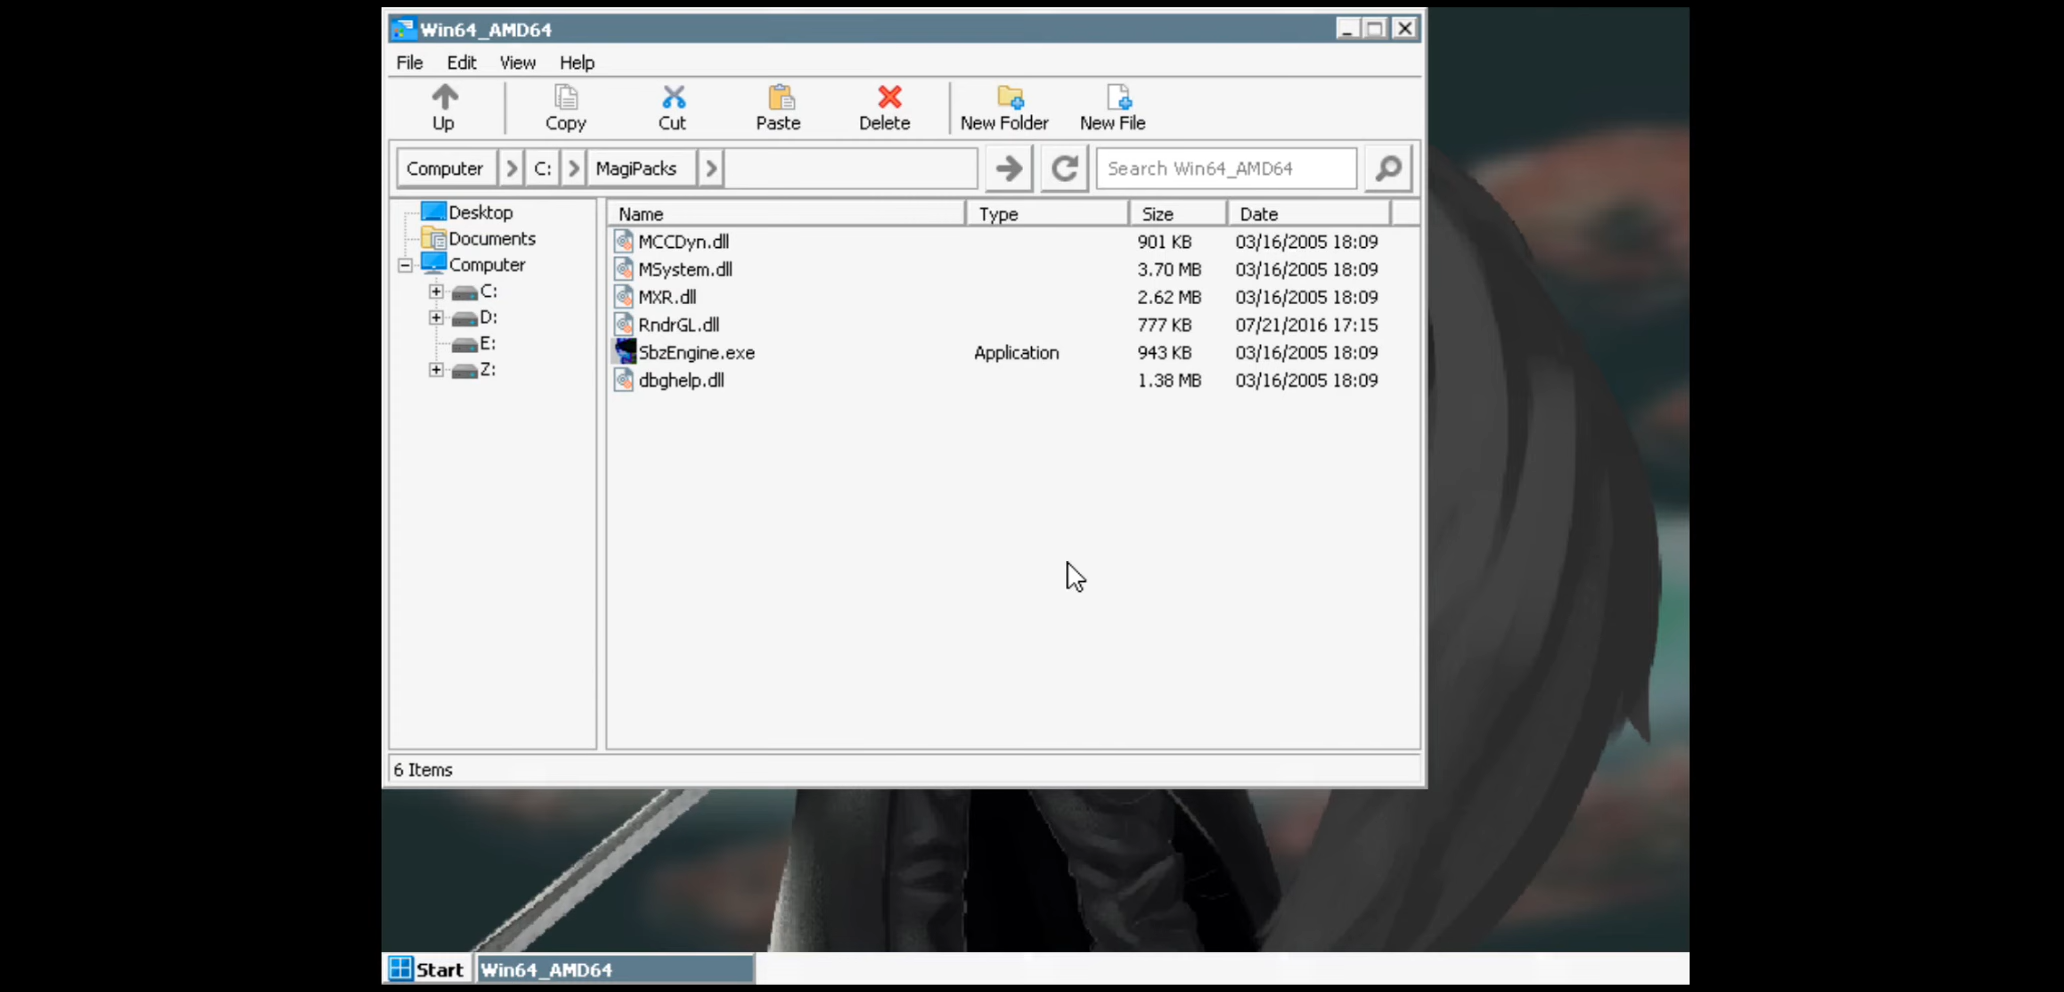 Win64_AMD64
File Edit View Help
Up Copy Cut Paste Delete New Folder New File
Computer C: MagiPacks Search Win64_AMD64
Desktop
Documents
Computer
C:
D:
E:
Z:
Name Type Size Date
MCCDyn.dll 901 KB 03/16/2005 18:09
MSystem.dll 3.70 MB 03/16/2005 18:09
MXR.dll 2.62 MB 03/16/2005 18:09
RndrGL.dll 777 KB 07/21/2016 17:15
SbzEngine.exe Application 943 KB 03/16/2005 18:09
dbghelp.dll 1.38 MB 03/16/2005 18:09
6 Items
Start Win64_AMD64